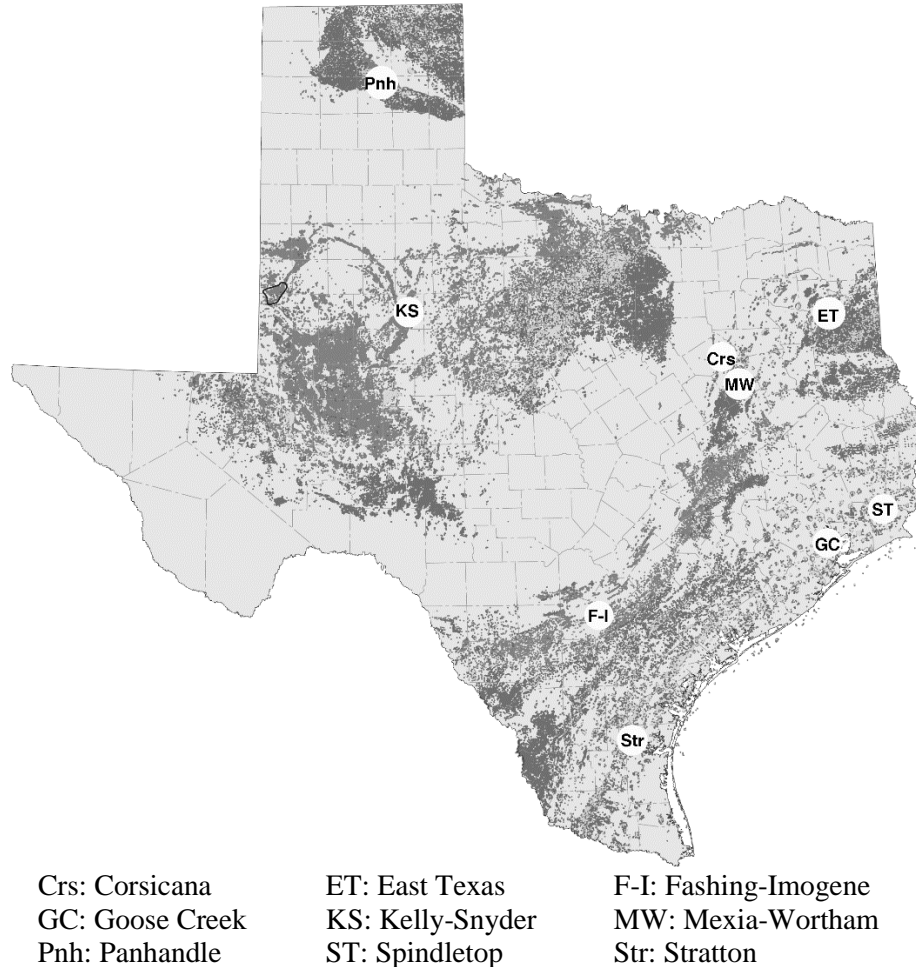 Pnh
KS
ET
Crs
MW
ST
GC
F-I
Str
Crs: Corsicana ET: East Texas F-I: Fashing-Imogene
GC: Goose Creek KS: Kelly-Snyder MW: Mexia-Wortham
Pnh: Panhandle ST: Spindletop Str: Stratton